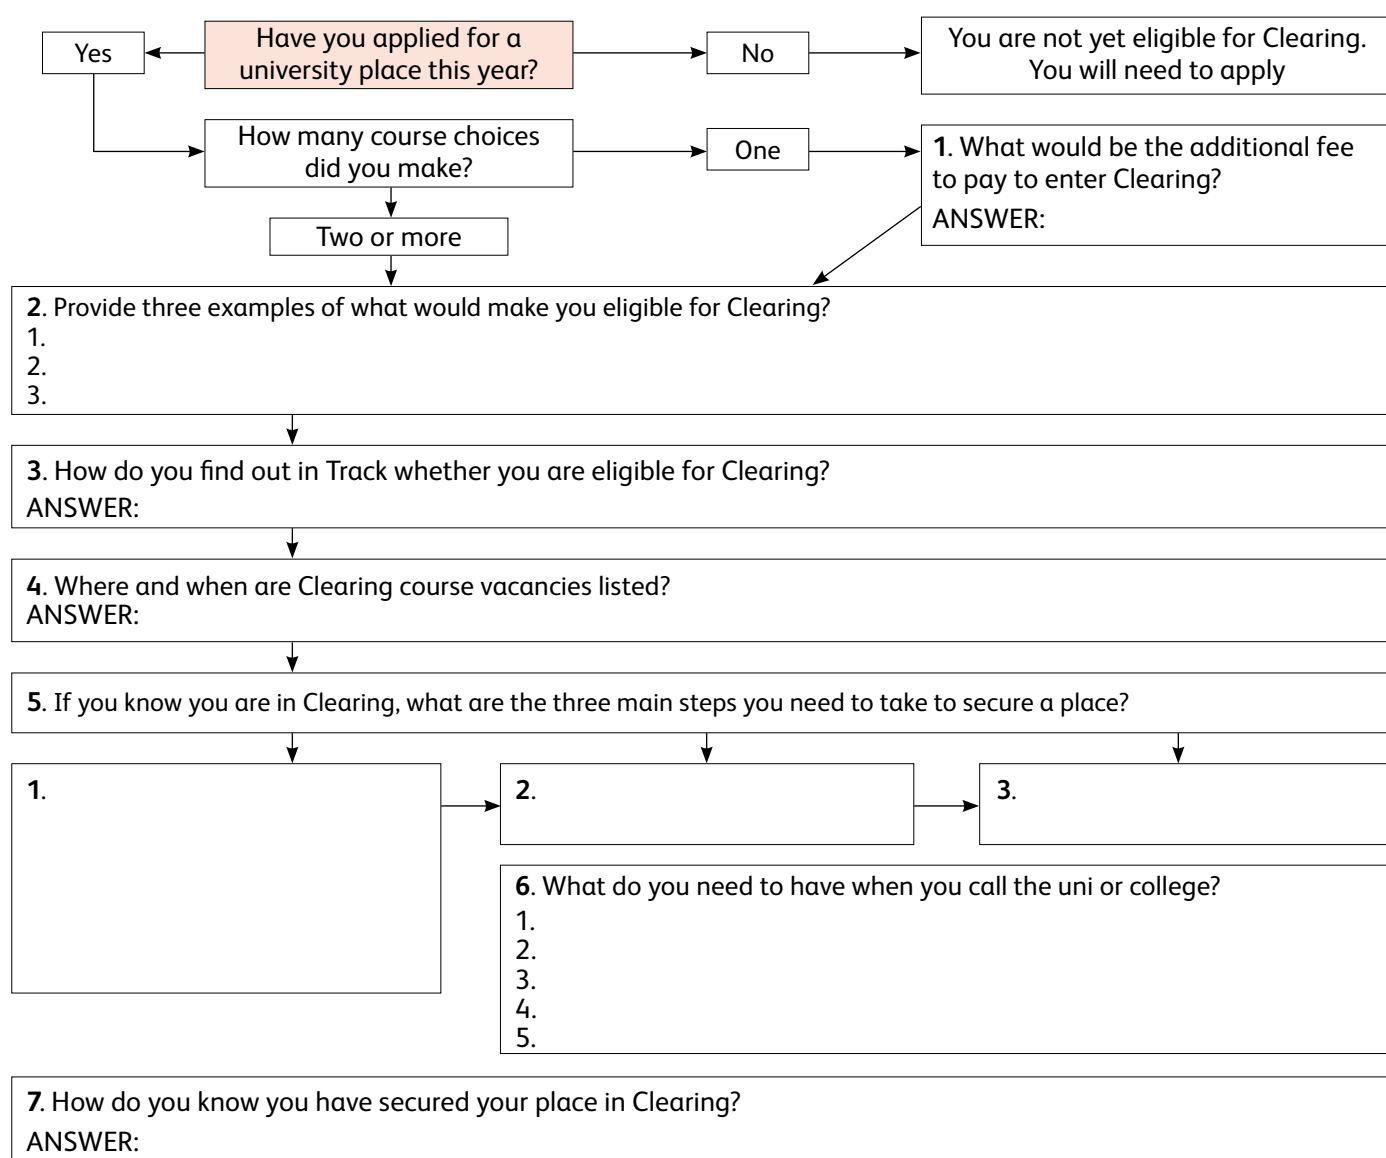 Yes
Have you applied for a
university place this year?
No
You are not yet eligible for Clearing.
You will need to apply
How many course choices
did you make?
One
1. What would be the additional fee
to pay to enter Clearing?
ANSWER:
Two or more
2. Provide three examples of what would make you eligible for Clearing?
1.
2.
3.
3. How do you find out in Track whether you are eligible for Clearing?
ANSWER:
4. Where and when are Clearing course vacancies listed?
ANSWER:
5. If you know you are in Clearing, what are the three main steps you need to take to secure a place?
1.
2.
3.
6. What do you need to have when you call the uni or college?
1.
2.
3.
4.
5.
7. How do you know you have secured your place in Clearing?
ANSWER: